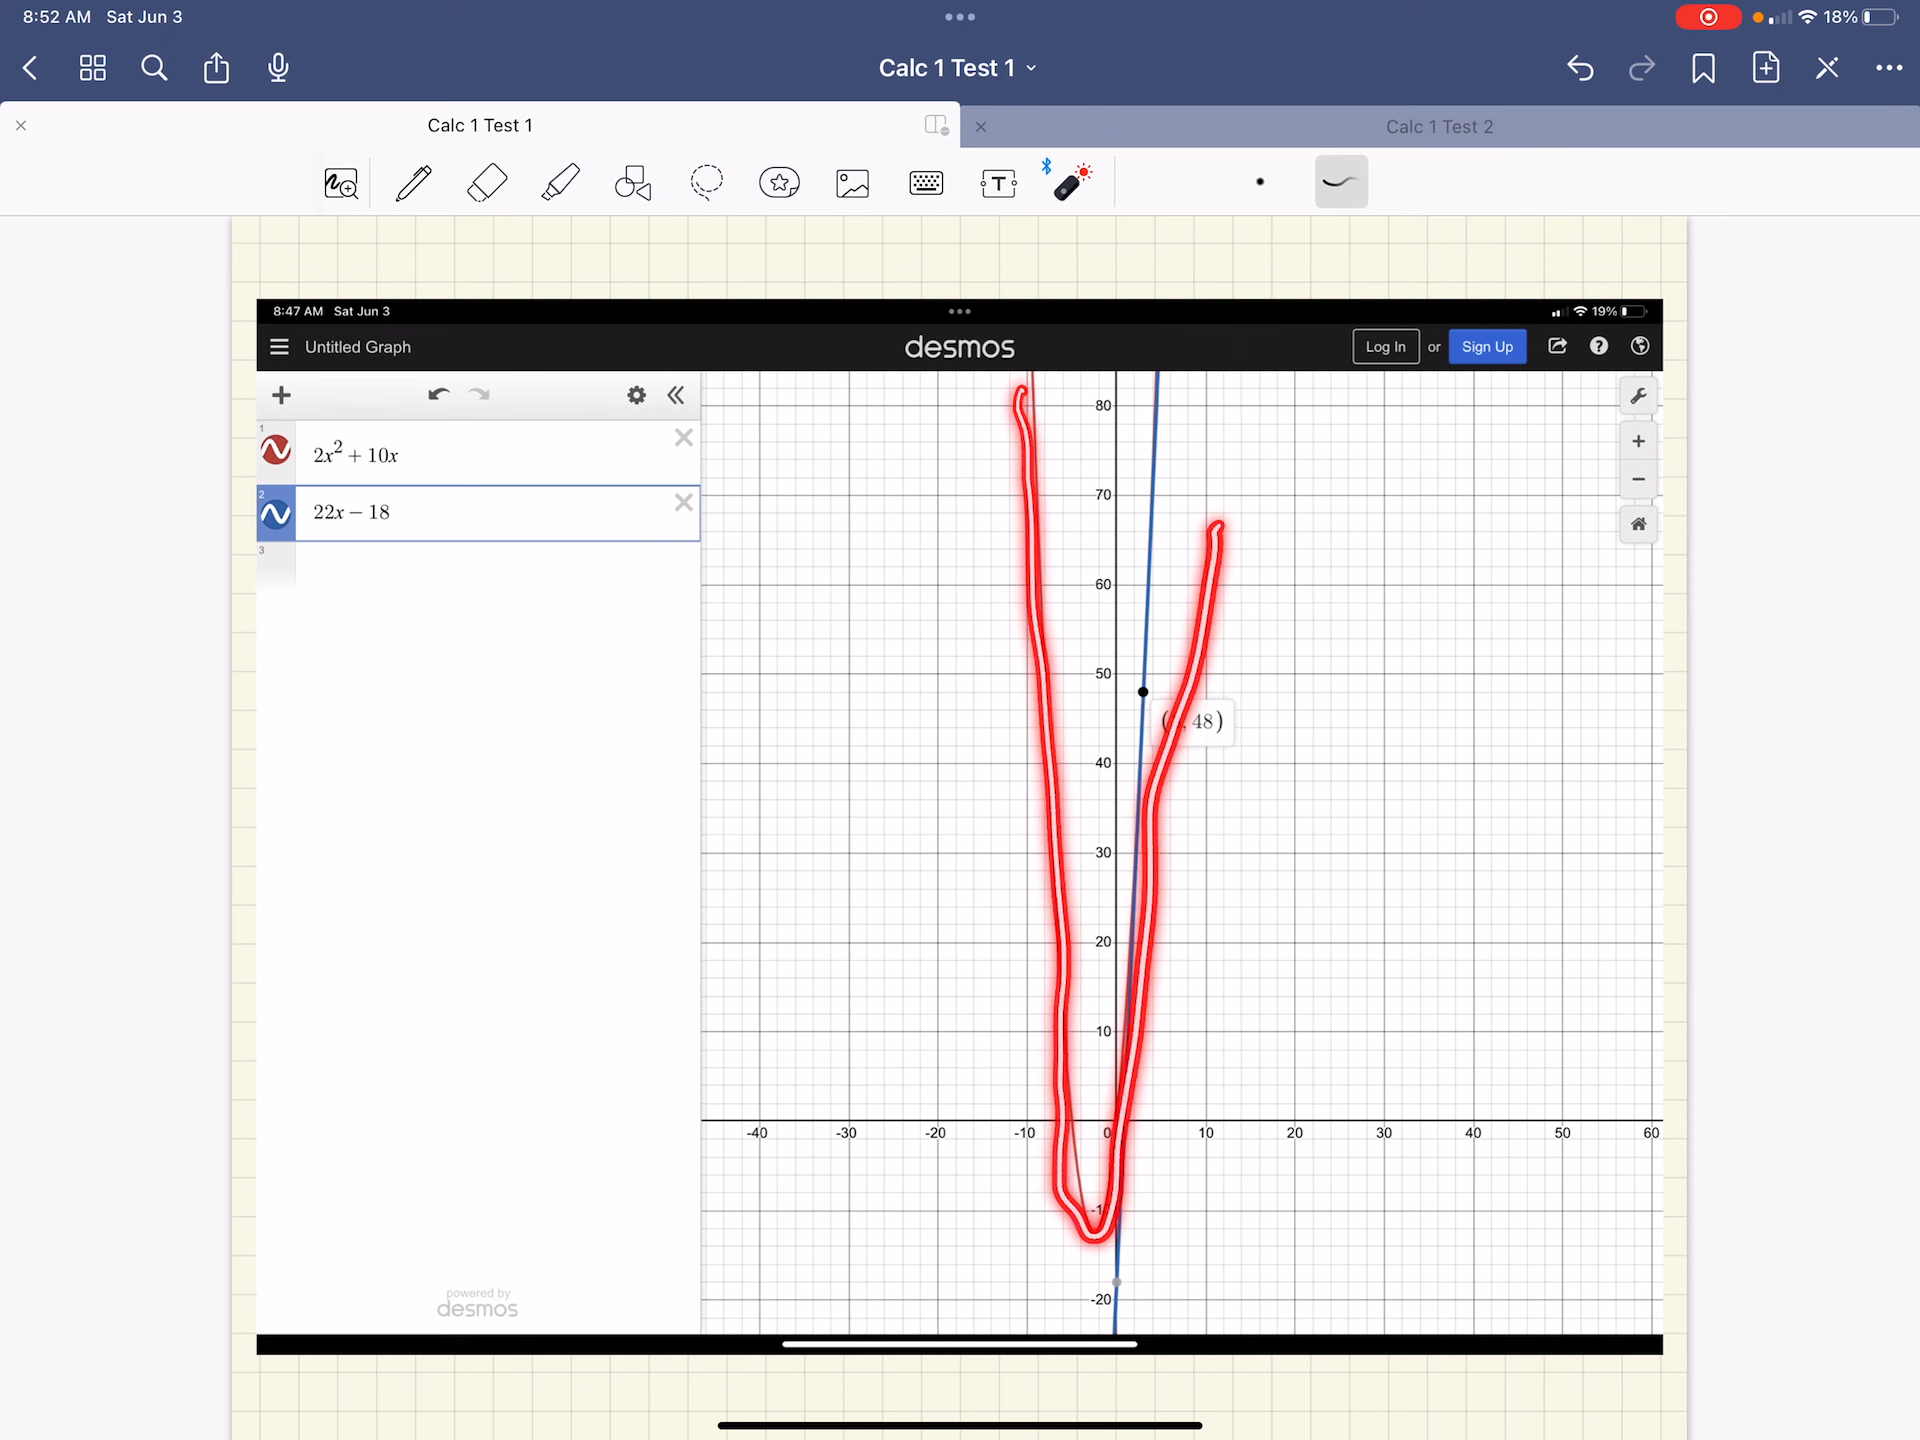 8:52 AM Sat Jun 3
18%
Calc 1 Test 1
Calc 1 Test 1
Calc 1 Test 2
T
8:47 AM Sat Jun 3
19%
Untitled Graph
desmos
Log In or Sign Up
1
2x² + 10x
2
22x − 18
3
80
70
60
50
48)
40
30
20
10
-40 -30 -20 -10 0 10 20 30 40 50 60
-20
powered by
desmos